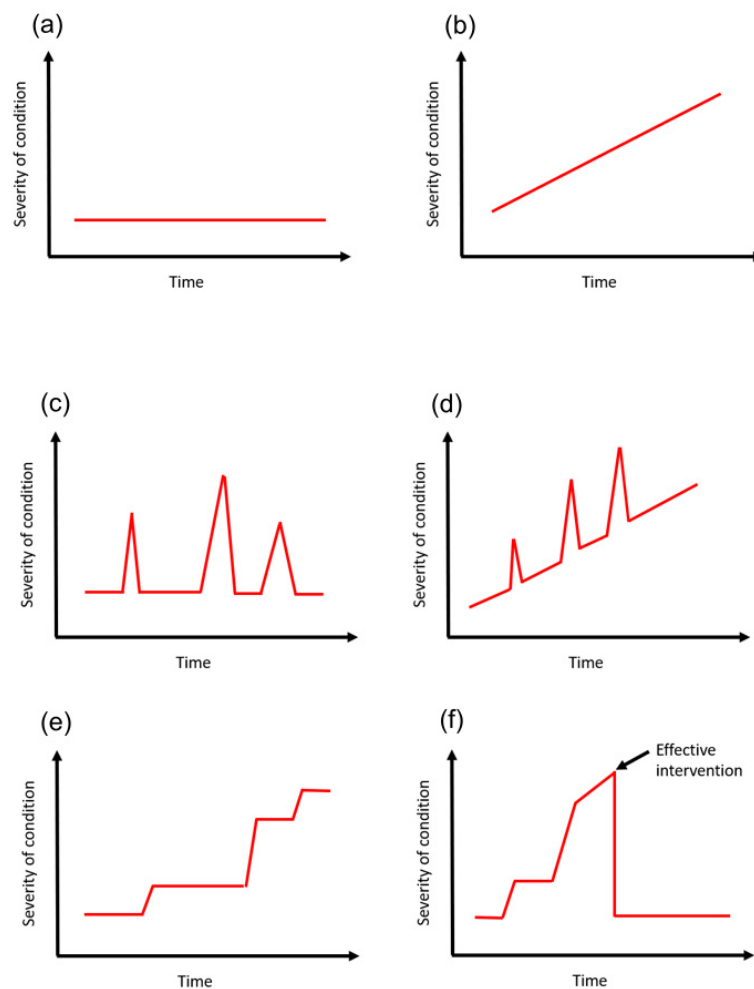 (a)
Severity of condition
Time
(b)
Severity of condition
Time
(c)
Severity of condition
Time
(d)
Severity of condition
Time
(e)
Severity of condition
Time
(f)
Severity of condition
Effective
intervention
Time